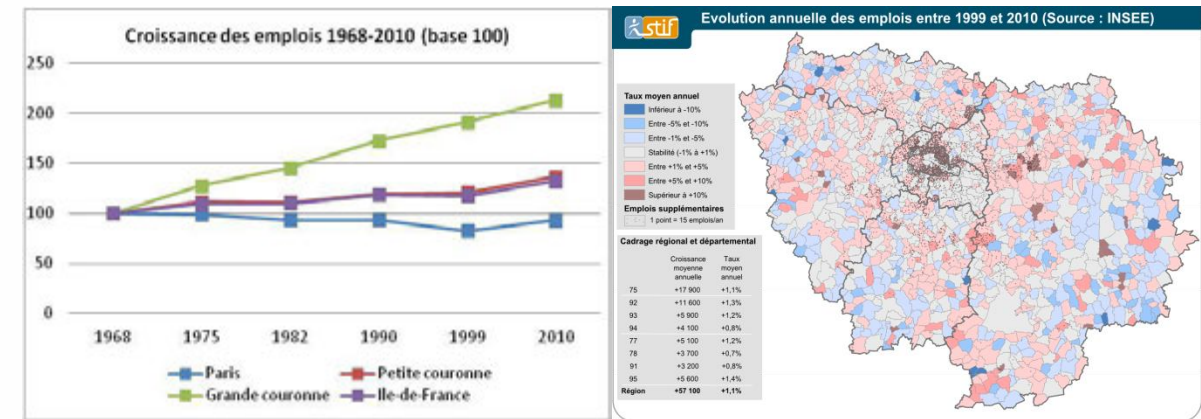 Croissance des emplois 1968-2010 (base 100)
250
200
150
100
50
0
1968 1975 1982 1990 1999 2010
Paris Petite couronne
Grande couronne Ile-de-France
stif
Evolution annuelle des emplois entre 1999 et 2010 (Source : INSEE)
Taux moyen annuel
Inférieur à -10%
Entre -5% et -10%
Entre -1% et -5%
Stabilité (-1% à +1%)
Entre +1% et +5%
Entre +5% et +10%
Supérieur à +10%
Emplois supplémentaires
1 point = 15 emplois/an
Cadrage régional et départemental
Croissance moyenne annuelle
Taux moyen annuel
75 +17 900 +1,1%
92 +11 600 +1,3%
93 +5 900 +1,2%
94 +4 100 +0,8%
77 +5 100 +1,2%
78 +3 700 +0,7%
91 +3 200 +0,8%
95 +5 600 +1,4%
Région +57 100 +1,1%